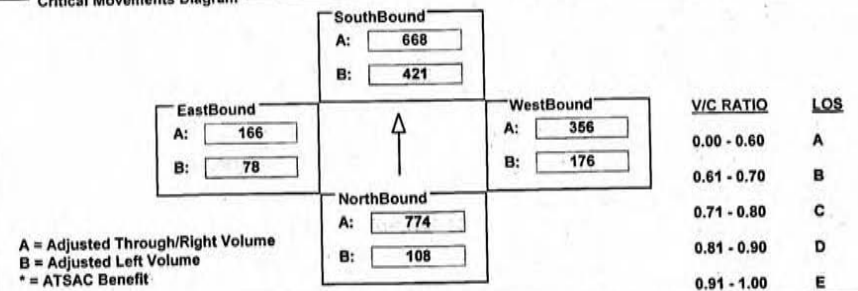 Critical Movements Diagram
SouthBound
A: 668
B: 421
EastBound
A: 166
B: 78
WestBound
A: 356
B: 176
NorthBound
A: 774
B: 108
A = Adjusted Through/Right Volume
B = Adjusted Left Volume
* = ATSAC Benefit
V/C RATIO LOS
0.00 - 0.60 A
0.61 - 0.70 B
0.71 - 0.80 C
0.81 - 0.90 D
0.91 - 1.00 E